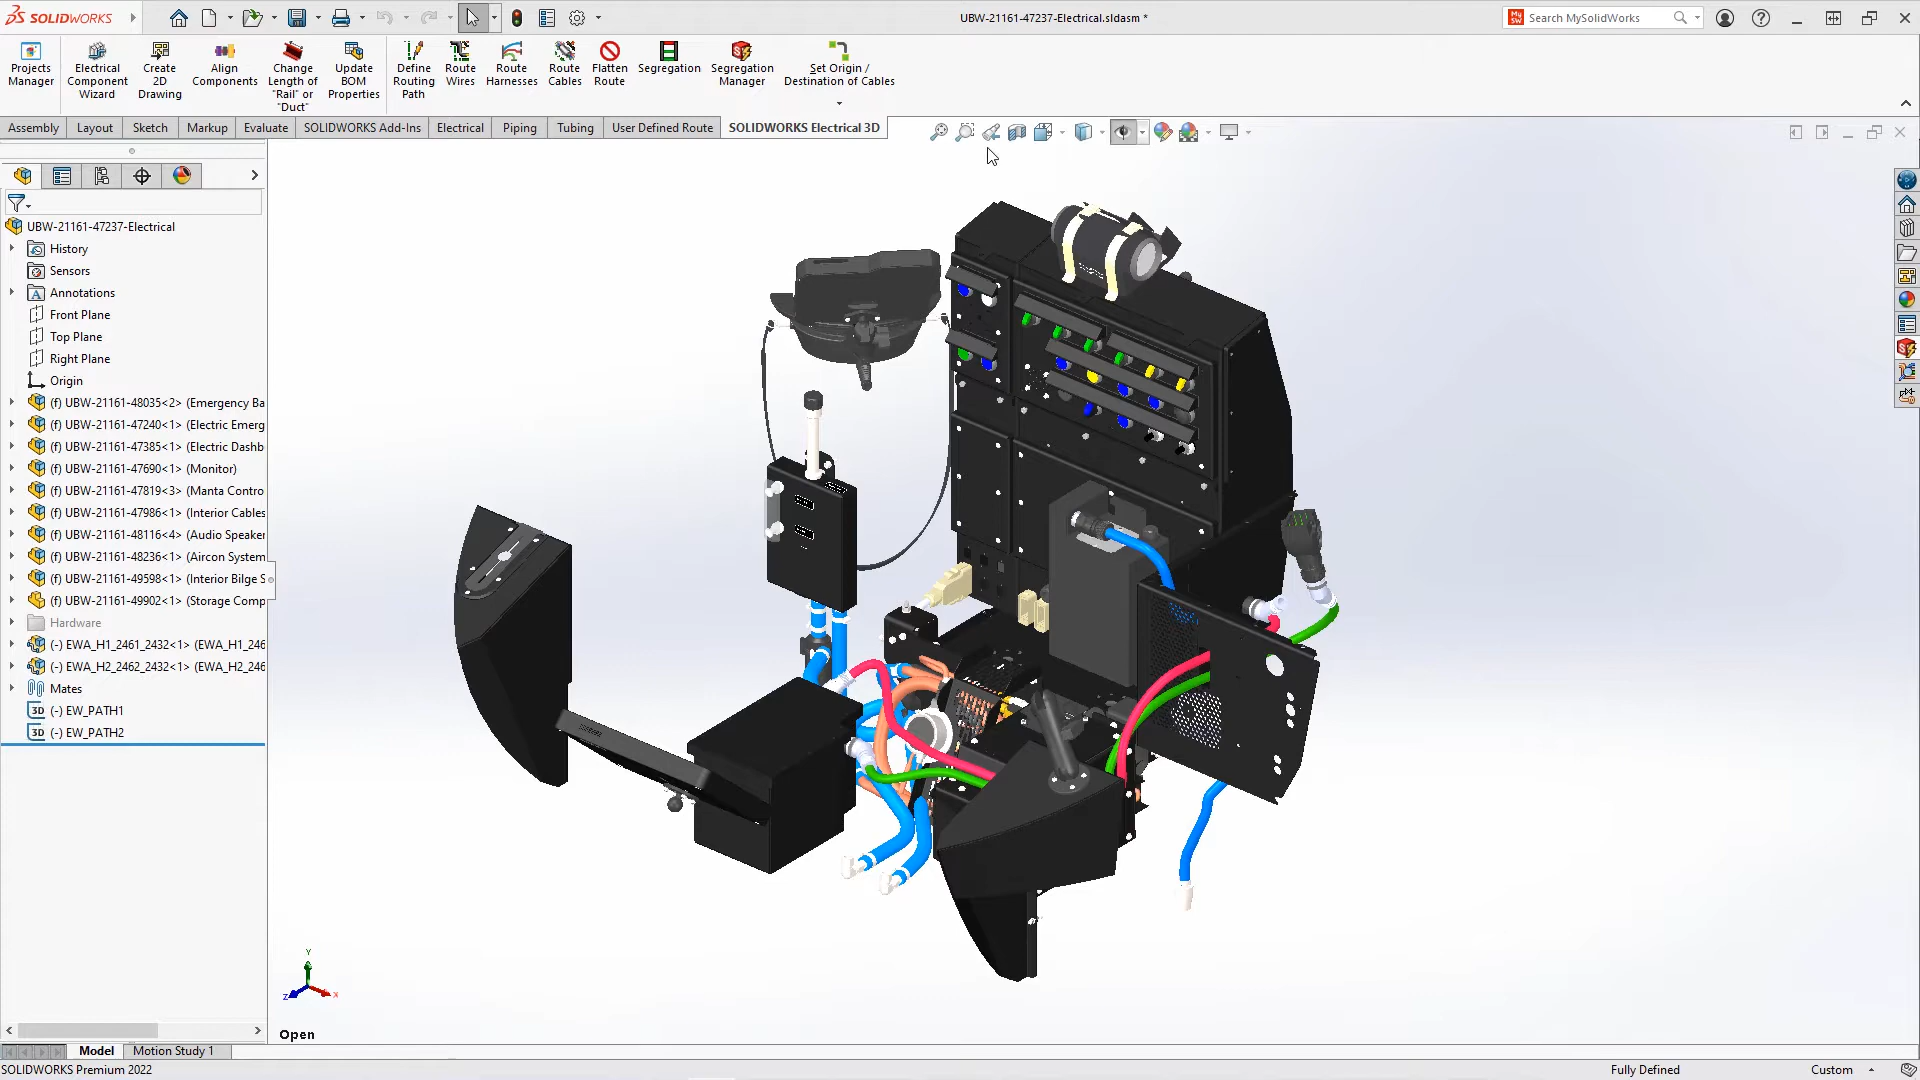 SOLIDWORKS
UBW-21161-47237-Electrical.sldasm *
Search MySolidWorks
Projects Manager
Electrical Component Wizard
Create 2D Drawing
Align Components
Change Length of "Rail" or "Duct"
Update BOM Properties
Define Routing Path
Route Wires
Route Harnesses
Route Cables
Flatten Route
Segregation
Segregation Manager
Set Origin / Destination of Cables
Assembly
Layout
Sketch
Markup
Evaluate
SOLIDWORKS Add-Ins
Electrical
Piping
Tubing
User Defined Route
SOLIDWORKS Electrical 3D
UBW-21161-47237-Electrical
History
Sensors
Annotations
Front Plane
Top Plane
Right Plane
Origin
(f) UBW-21161-48035<2> (Emergency Ba
(f) UBW-21161-47240<1> (Electric Emerg
(f) UBW-21161-47385<1> (Electric Dashb
(f) UBW-21161-47690<1> (Monitor)
(f) UBW-21161-47819<3> (Manta Contro
(f) UBW-21161-47986<1> (Interior Cables
(f) UBW-21161-48116<4> (Audio Speaker
(f) UBW-21161-48236<1> (Aircon System
(f) UBW-21161-49598<1> (Interior Bilge S
(f) UBW-21161-49902<1> (Storage Comp
Hardware
(-) EWA_H1_2461_2432<1> (EWA_H1_246
(-) EWA_H2_2462_2432<1> (EWA_H2_246
Mates
3D (-) EW_PATH1
3D (-) EW_PATH2
Y
Z
X
Open
Model
Motion Study 1
SOLIDWORKS Premium 2022
Fully Defined
Custom